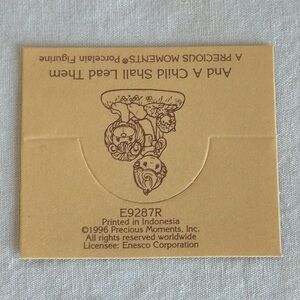 A PRECIOUS MOMENTS® Porcelain Figurine
And A Child Shall Lead Them
E9287R
Printed in Indonesia
©1996 Precious Moments, Inc.
All rights reserved worldwide
Licensee: Enesco Corporation